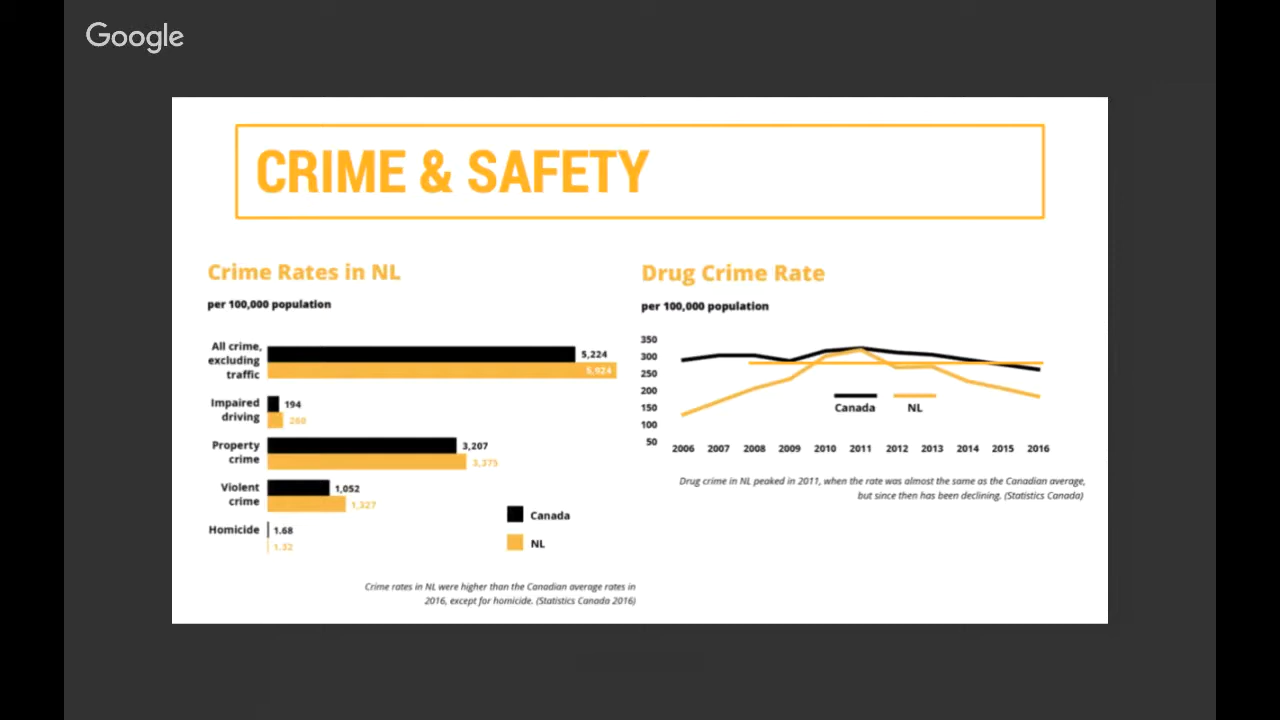 Google
CRIME & SAFETY
Crime Rates in NL
per 100,000 population
All crime,
excluding
traffic
5,224
5,924
Impaired
driving
194
260
Property
crime
3,207
3,375
Violent
crime
1,052
1,327
Homicide
1.68
1.32
Canada
NL
Crime rates in NL were higher than the Canadian average rates in
2016, except for homicide. (Statistics Canada 2016)
Drug Crime Rate
per 100,000 population
350
300
250
200
150
100
50
2006 2007 2008 2009 2010 2011 2012 2013 2014 2015 2016
Canada NL
Drug crime in NL peaked in 2011, when the rate was almost the same as the Canadian average,
but since then has been declining. (Statistics Canada)